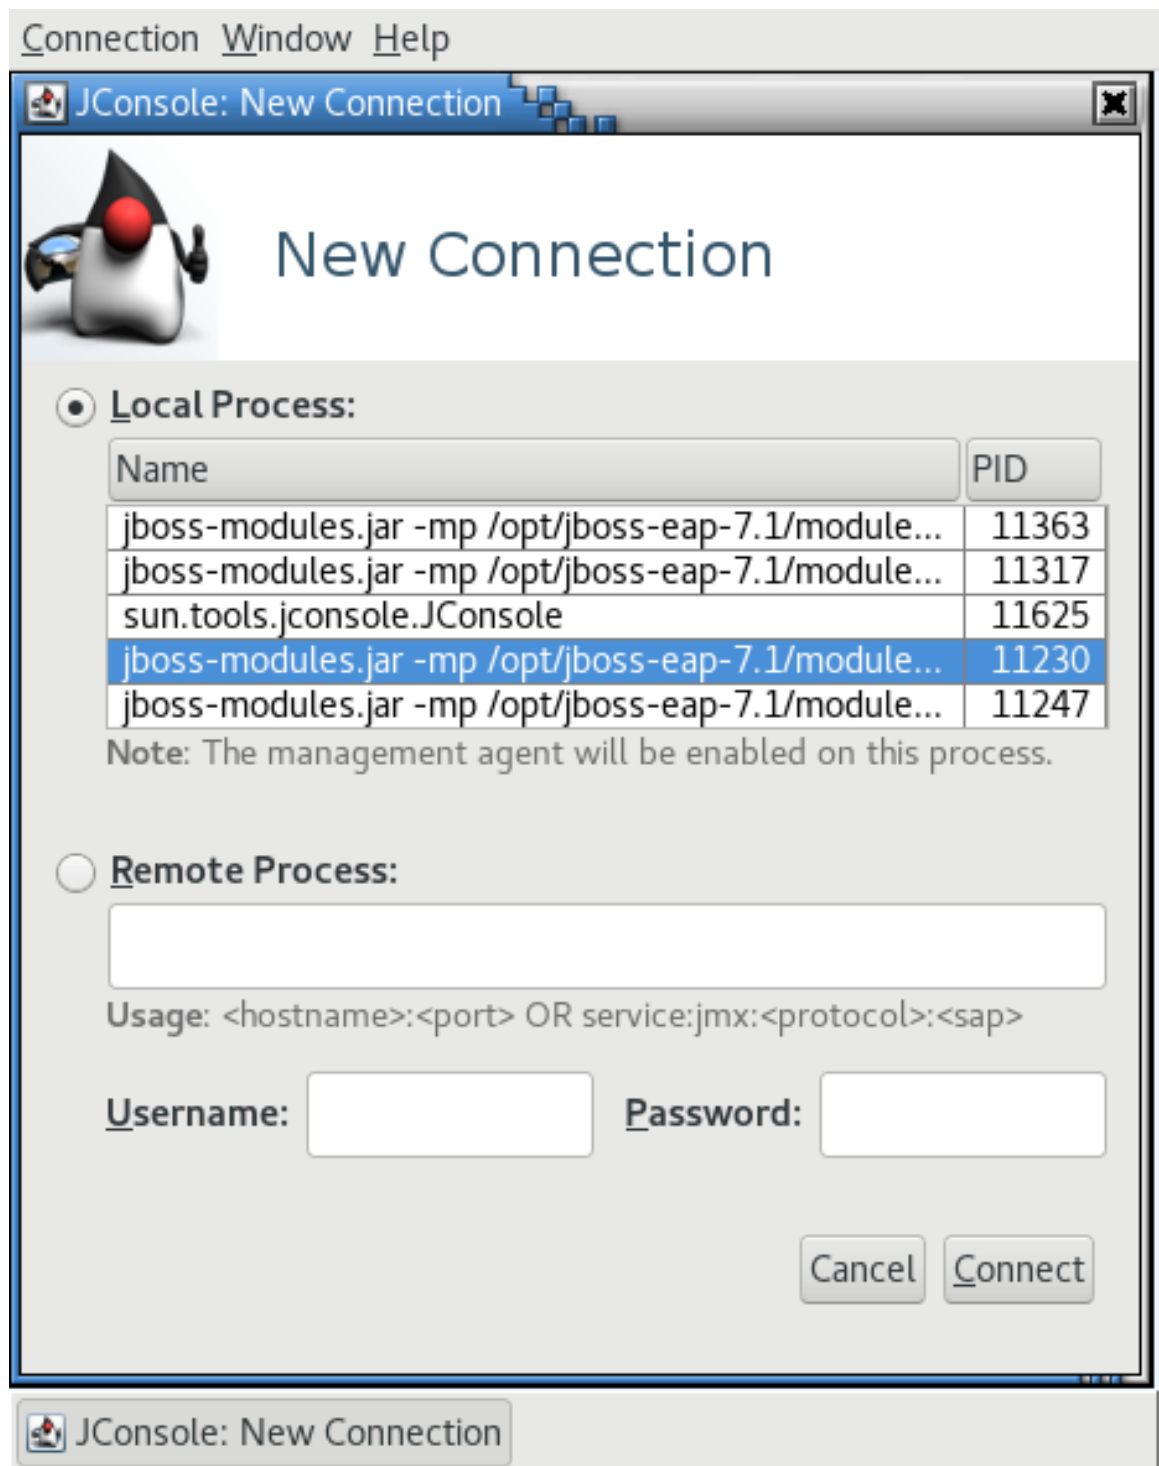 Connection Window Help
JConsole: New Connection
New Connection
Local Process:
Name PID
jboss-modules.jar -mp /opt/jboss-eap-7.1/module... 11363
jboss-modules.jar -mp /opt/jboss-eap-7.1/module... 11317
sun.tools.jconsole.JConsole 11625
jboss-modules.jar -mp /opt/jboss-eap-7.1/module... 11230
jboss-modules.jar -mp /opt/jboss-eap-7.1/module... 11247
Note: The management agent will be enabled on this process.
Remote Process:
Usage: <hostname>:<port> OR service:jmx:<protocol>:<sap>
Username: Password:
Cancel Connect
JConsole: New Connection